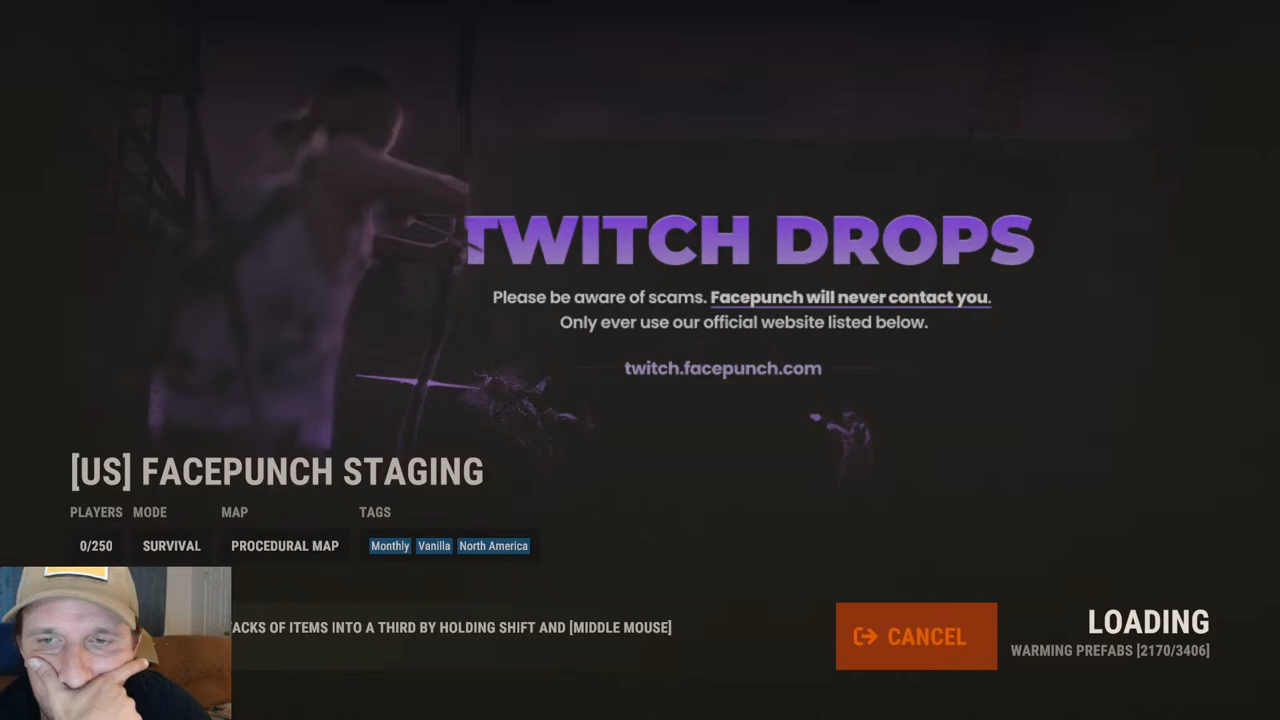 TWITCH DROPS
Please be aware of scams. Facepunch will never contact you.
Only ever use our official website listed below.
twitch.facepunch.com
[US] FACEPUNCH STAGING
PLAYERS MODE MAP TAGS
0/250 SURVIVAL PROCEDURAL MAP Monthly Vanilla North America
OF ITEMS INTO A THIRD BY HOLDING SHIFT AND [MIDDLE MOUSE]
CANCEL
LOADING
WARMING PREFABS [2170/3406]